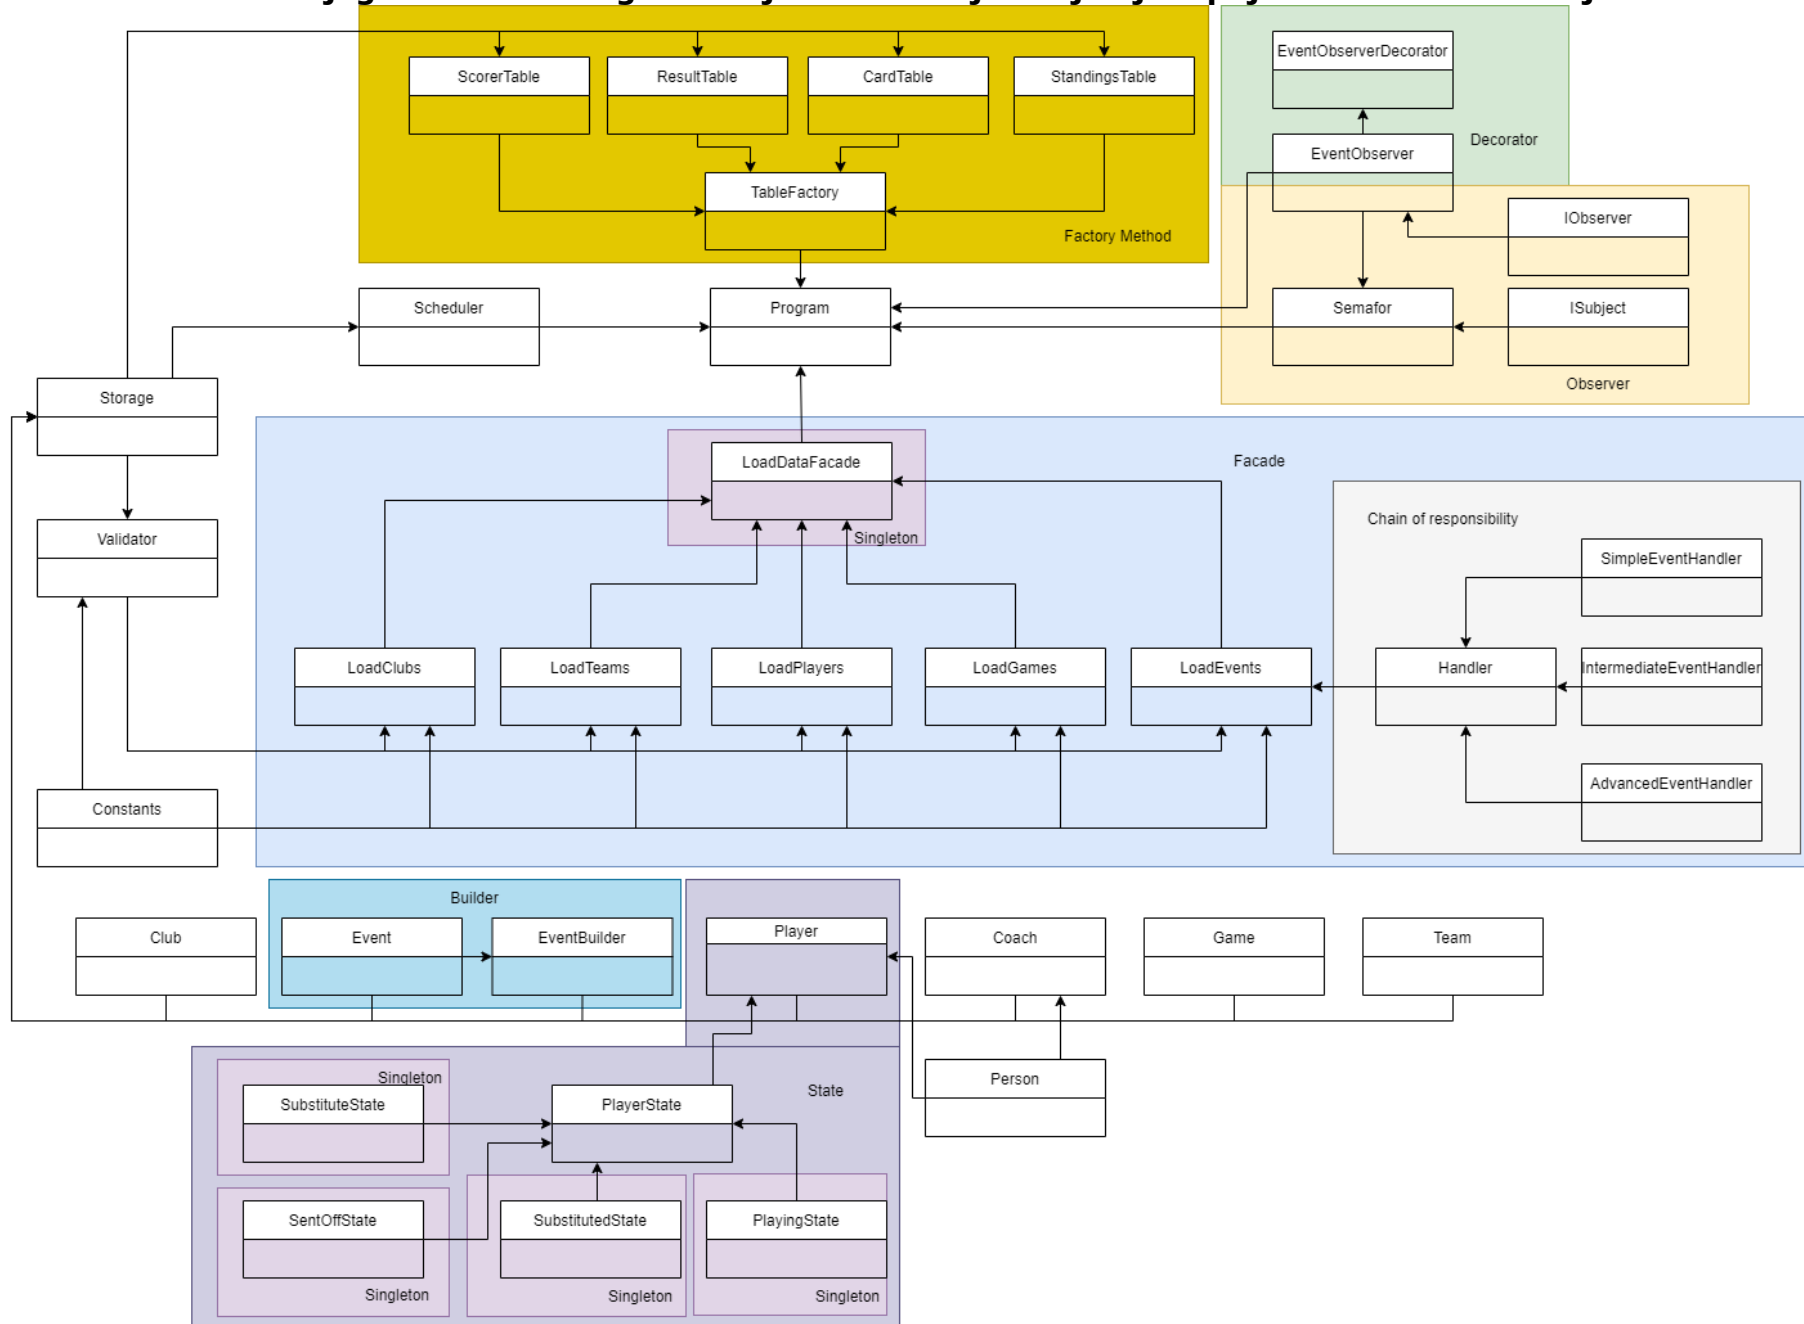 ScorerTable
ResultTable
CardTable
StandingsTable
EventObserverDecorator
Decorator
EventObserver
TableFactory
Factory Method
IObserver
Scheduler
Program
Semafor
ISubject
Observer
Storage
LoadDataFacade
Facade
Singleton
Chain of responsibility
Validator
SimpleEventHandler
LoadClubs
LoadTeams
LoadPlayers
LoadGames
LoadEvents
Handler
IntermediateEventHandler
AdvancedEventHandler
Constants
Builder
Club
Event
EventBuilder
Player
Coach
Game
Team
Singleton
SubstituteState
PlayerState
State
Person
SentOffState
SubstitutedState
PlayingState
Singleton
Singleton
Singleton